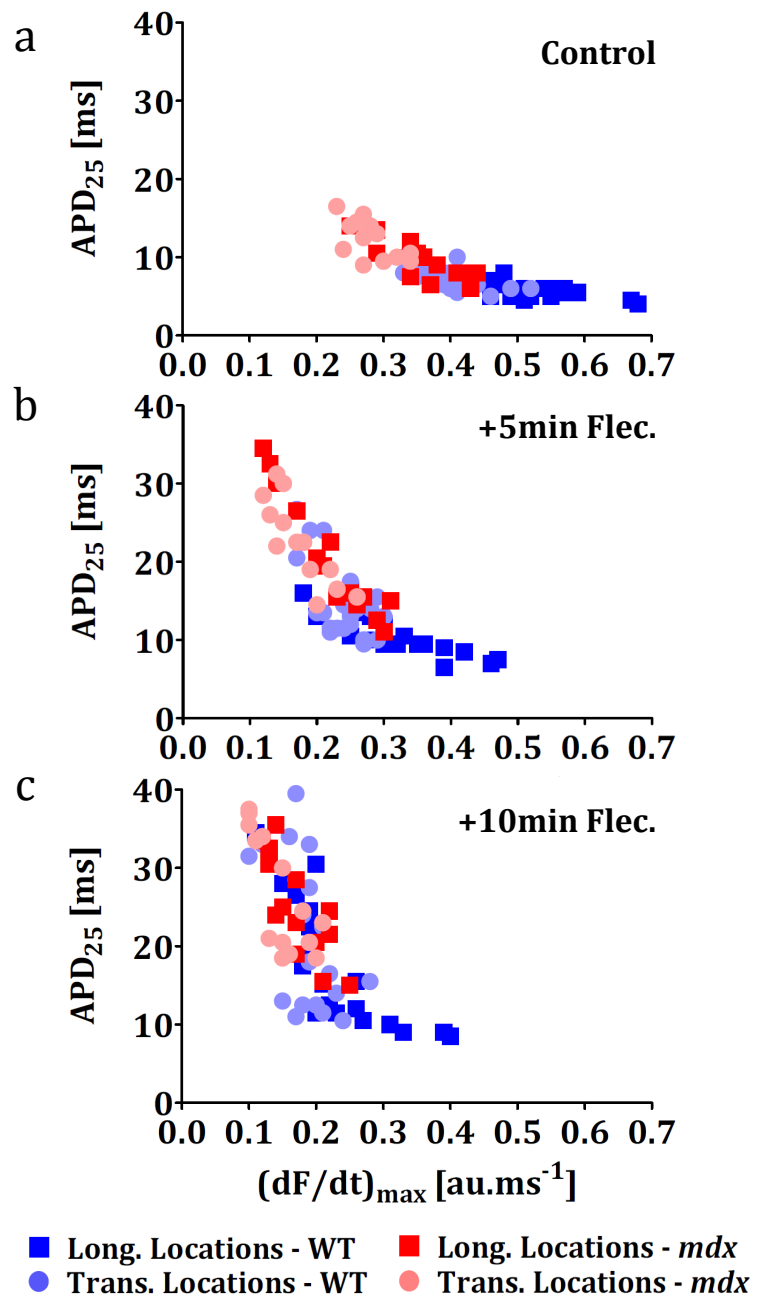 a
Control
APD25 [ms]
40
30
20
10
0
0.0 0.1 0.2 0.3 0.4 0.5 0.6 0.7
b
+5min Flec.
APD25 [ms]
40
30
20
10
0
0.0 0.1 0.2 0.3 0.4 0.5 0.6 0.7
c
+10min Flec.
APD25 [ms]
40
30
20
10
0
0.0 0.1 0.2 0.3 0.4 0.5 0.6 0.7
(dF/dt)max [au.ms-1]
Long. Locations - WT
Long. Locations - mdx
Trans. Locations - WT
Trans. Locations - mdx